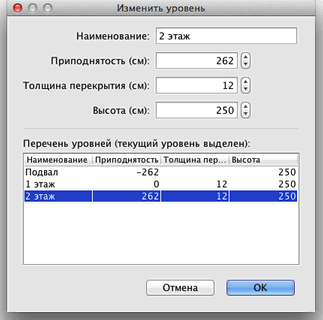 Изменить уровень
Наименование: 2 этаж
Приподнятость (см): 262
Толщина перекрытия (см): 12
Высота (см): 250
Перечень уровней (текущий уровень выделен):
Наименование Приподнятость Толщина пер... Высота
Подвал -262 250
1 этаж 0 12 250
2 этаж 262 12 250
Отмена OK